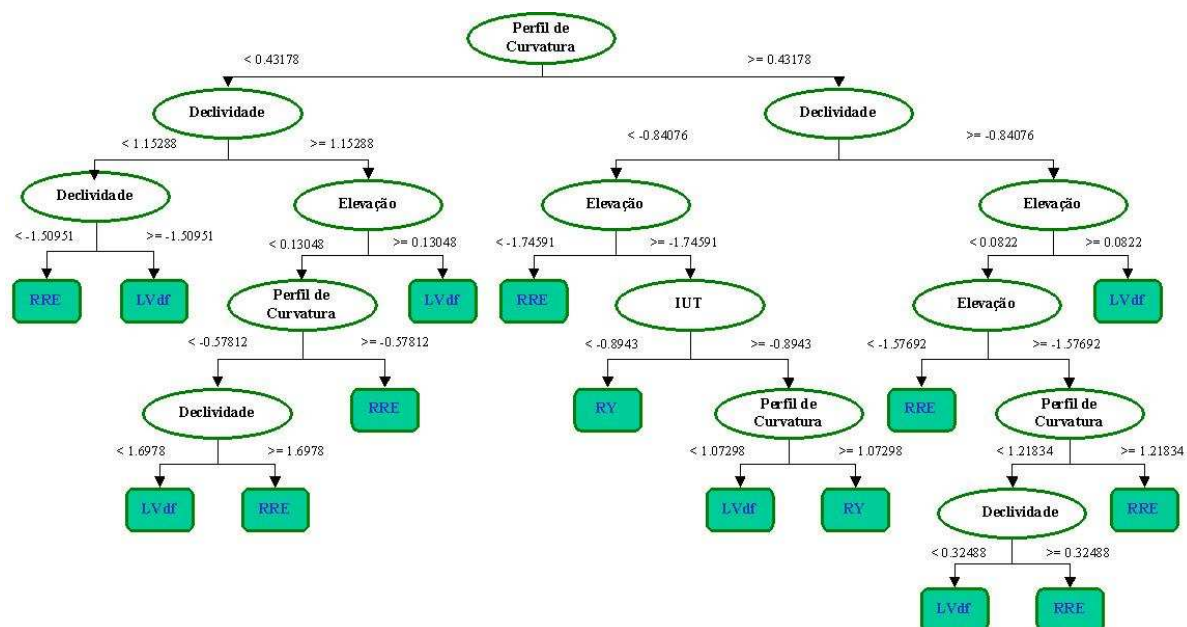 Perfil de
Curvatura
< 0.43178
>= 0.43178
Declividade
Declividade
< 1.15288
>= 1.15288
< -0.84076
>= -0.84076
Declividade
Elevação
Elevação
Elevação
< -1.50951
>= -1.50951
< 0.13048
>= 0.13048
< -1.74591
>= -1.74591
< 0.0822
>= 0.0822
RRE
LVdf
Perfil de
Curvatura
LVdf
RRE
IUT
Elevação
LVdf
< -0.57812
>= -0.57812
< -0.8943
>= -0.8943
< -1.57692
>= -1.57692
Declividade
RRE
RY
Perfil de
Curvatura
RRE
Perfil de
Curvatura
< 1.6978
>= 1.6978
< 1.07298
>= 1.07298
< 1.21834
>= 1.21834
LVdf
RRE
LVdf
RY
Declividade
RRE
< 0.32488
>= 0.32488
LVdf
RRE